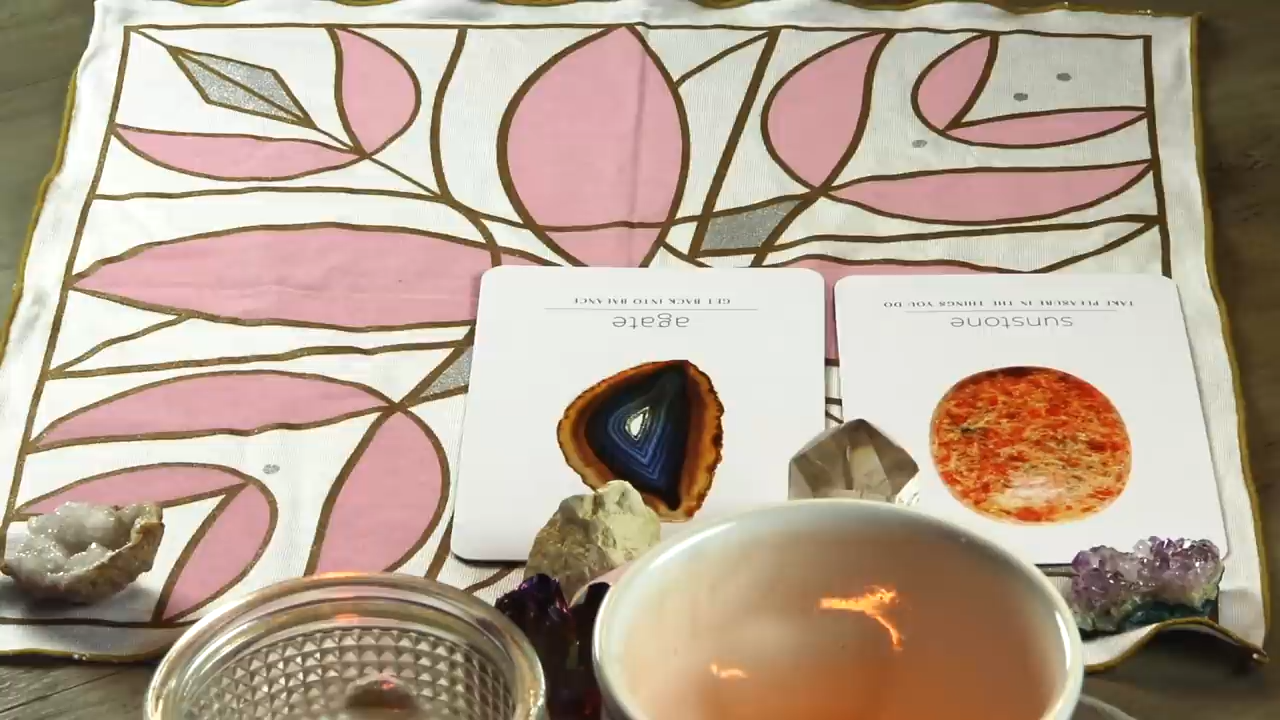 agate
GET BACK INTO BALANCE
sunstone
TAKE PLEASURE IN THE THINGS YOU DO